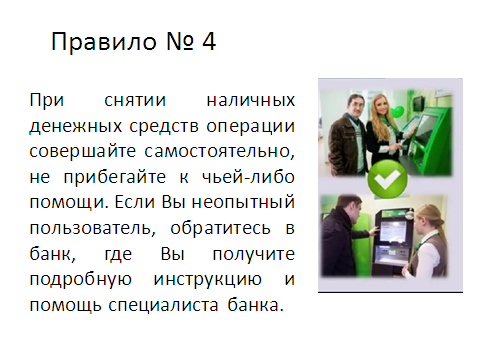 Правило № 4
При снятии наличных
денежных средств операции
совершайте самостоятельно,
не прибегайте к чьей-либо
помощи. Если Вы неопытный
пользователь, обратитесь в
банк, где Вы получите
подробную инструкцию и
помощь специалиста банка.